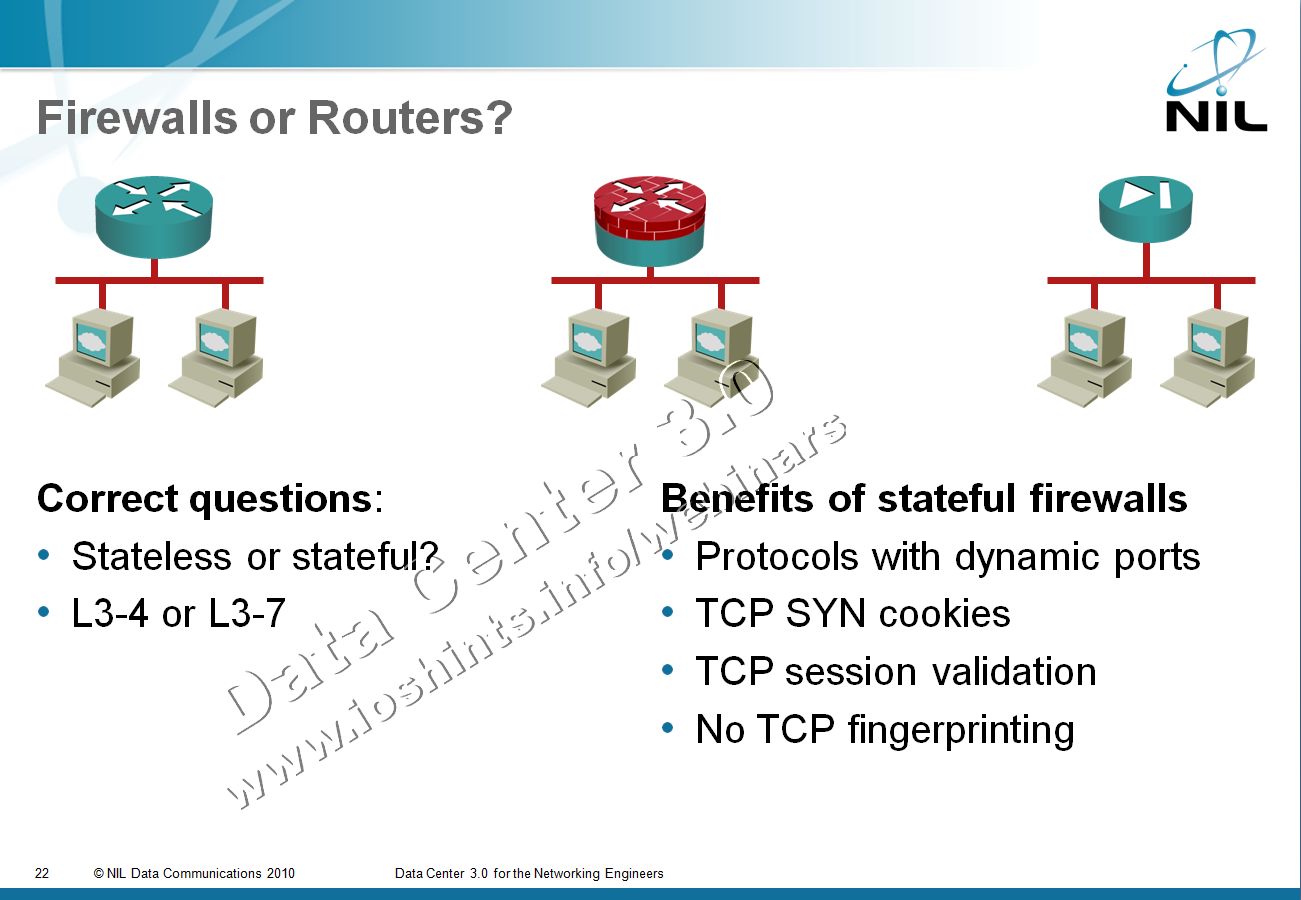 NIL
Firewalls or Routers?
Correct questions:
• Stateless or stateful?
• L3-4 or L3-7
Benefits of stateful firewalls
• Protocols with dynamic ports
• TCP SYN cookies
• TCP session validation
• No TCP fingerprinting
Data Center 3.0
www.ioshints.info/webinars
22 © NIL Data Communications 2010 Data Center 3.0 for the Networking Engineers